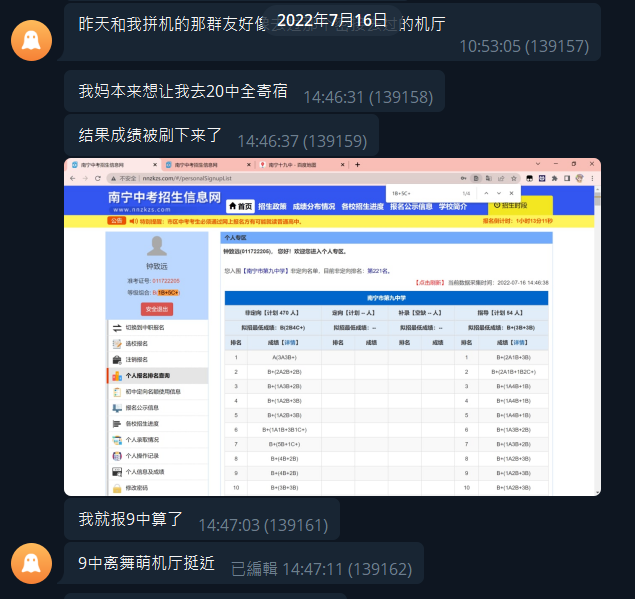 2022年7月16日
昨天和我拼机的那群友好像
的机厅
10:53:05 (139157)
我妈本来想让我去20中全寄宿
14:46:31 (139158)
结果成绩被刷下来了
14:46:37 (139159)
南宁中考招生信息网
南宁中考招生信息网
南宁十九中 - 百度地图
不安全 | nnzkzs.com/#/personalSignupList
1B+5C+
1/4
南宁中考招生信息网
www.nnzkzs.com
首页 招生政策 成绩分布情况 各校招生进度 报名公示信息 学校简介
招生时段
公告
特别提醒：市区中考考生必须通过网上报名方有可能就读普通高中。
报名倒计时：1小时13分11秒
钟致远
准考证号: 011722205
等级组合: B1B+5C+
安全退出
切换到中职报名
选校报名
注销报名
个人报名排名查询
初中定向名额使用信息
报名公示信息
各校招生进度
个人录取情况
个人操作记录
个人信息及成绩
修改密码
个人专区
钟致远(011722205)，您好！欢迎您进入个人专区。
您入围【南宁市第九中学】非定向名单。目前非定向排名：第221名。
【点击刷新】 当前数据采集时间：2022-07-16 14:46:38
南宁市第九中学
非定向【计划 470 人】 定向【计划 -- 人】 补录【空缺 -- 人】 指导【计划 54 人】
拟招最低成绩：B(2B4C+) 拟招最低成绩：-- 拟招最低成绩：-- 拟招最低成绩：B+(3B+3B)
排名 成绩【详情】 排名 成绩 排名 成绩 排名 成绩【详情】
1 A(3A3B+) 1 B+(2A1B+3B)
2 B+(2A2B+2B) 2 B+(2A1B+1B2C+)
3 B+(1A3B+2B) 3 B+(1A4B+1B)
4 B+(1A2B+3B) 4 B+(1A4B+1B)
5 B+(1A2B+3B) 5 B+(1A4B+1B)
6 B+(1A1B+3B1C+) 6 B+(1A3B+2B)
7 B+(5B+1C+) 7 B+(1A3B+2B)
8 B+(4B+2B) 8 B+(1A2B+3B)
9 B+(4B+2B) 9 B+(1A2B+3B)
10 B+(3B+3B) 10 B+(1A2B+3B)
我就报9中算了
14:47:03 (139161)
9中离舞萌机厅挺近
已編輯 14:47:11 (139162)